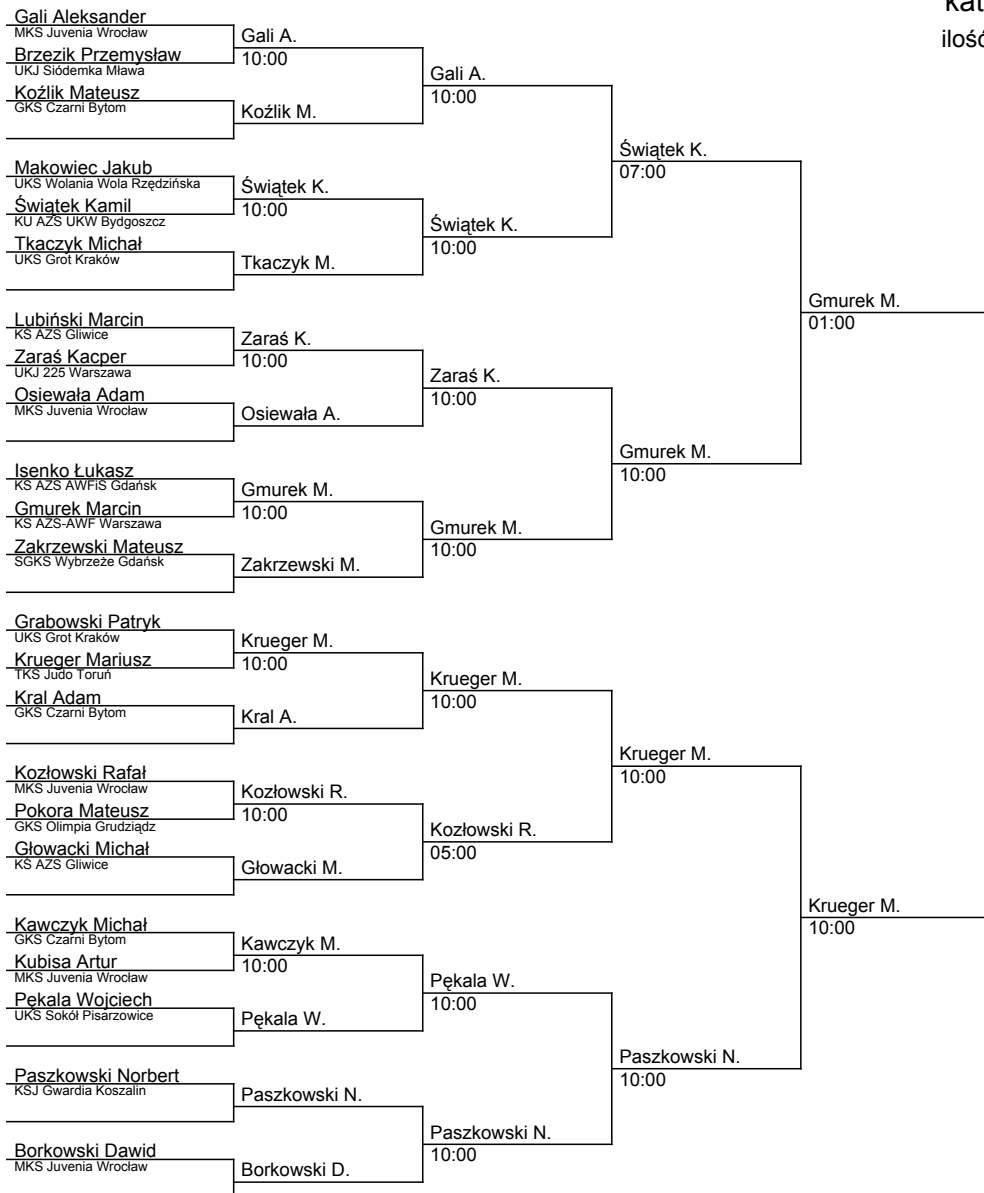 Gali Aleksander
MKS Juvenia Wrocław
Brzezik Przemysław
UKJ Siódemka Mława
Koźlik Mateusz
GKS Czarni Bytom
Makowiec Jakub
UKS Wolania Wola Rzędzińska
Świątek Kamil
KU AZS UKW Bydgoszcz
Tkaczyk Michał
UKS Grot Kraków
Lubiński Marcin
KS AZS Gliwice
Zaraś Kacper
UKJ 225 Warszawa
Osiewała Adam
MKS Juvenia Wrocław
Isenko Łukasz
KS AZS AWFiS Gdańsk
Gmurek Marcin
KS AZS-AWF Warszawa
Zakrzewski Mateusz
SGKS Wybrzeże Gdańsk
Grabowski Patryk
UKS Grot Kraków
Krueger Mariusz
TKS Judo Toruń
Kral Adam
GKS Czarni Bytom
Kozłowski Rafał
MKS Juvenia Wrocław
Pokora Mateusz
GKS Olimpia Grudziądz
Głowacki Michał
KS AZS Gliwice
Kawczyk Michał
GKS Czarni Bytom
Kubisa Artur
MKS Juvenia Wrocław
Pękala Wojciech
UKS Sokół Pisarzowice
Paszkowski Norbert
KSJ Gwardia Koszalin
Borkowski Dawid
MKS Juvenia Wrocław
Gali A.
10:00
Koźlik M.
Świątek K.
10:00
Tkaczyk M.
Zaraś K.
10:00
Osiewała A.
Gmurek M.
10:00
Zakrzewski M.
Krueger M.
10:00
Kral A.
Kozłowski R.
10:00
Głowacki M.
Kawczyk M.
10:00
Pękala W.
Paszkowski N.
Borkowski D.
Gali A.
10:00
Świątek K.
10:00
Zaraś K.
10:00
Gmurek M.
10:00
Krueger M.
10:00
Kozłowski R.
05:00
Pękala W.
10:00
Paszkowski N.
10:00
Świątek K.
07:00
Gmurek M.
10:00
Krueger M.
10:00
Paszkowski N.
10:00
Gmurek M.
01:00
Krueger M.
10:00
kat
ilość